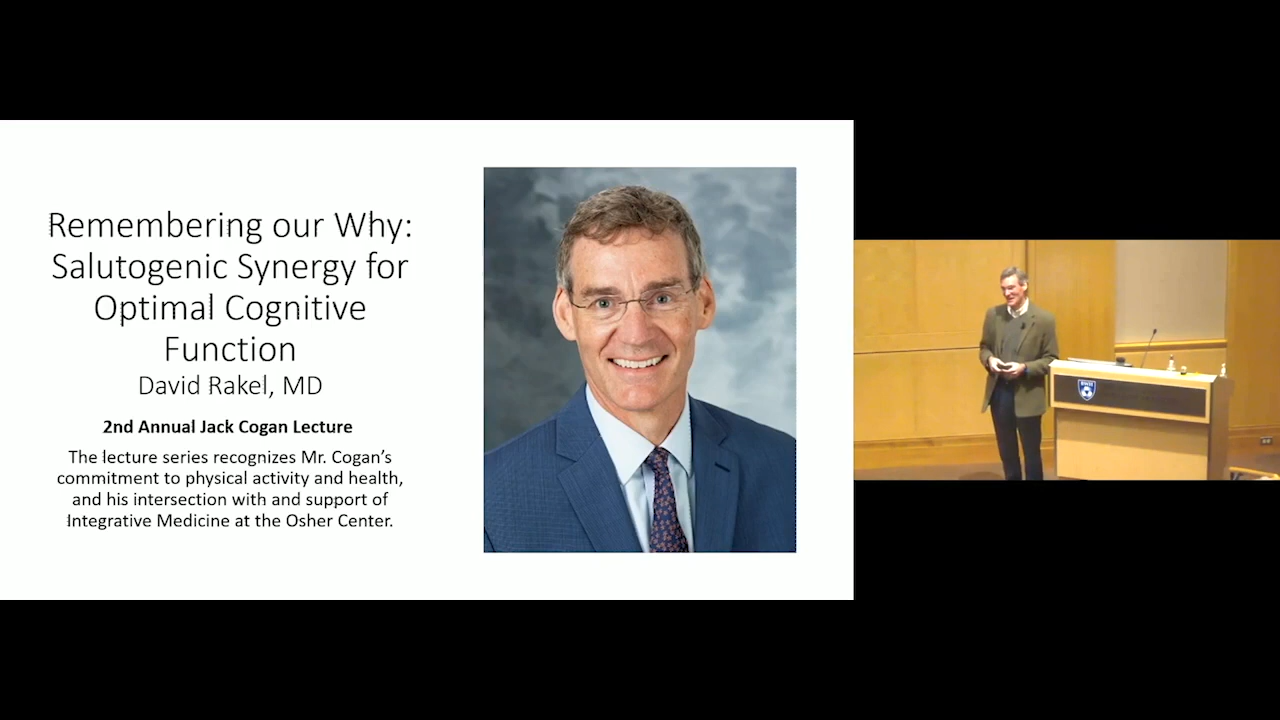 Remembering our Why:
Salutogenic Synergy for
Optimal Cognitive
Function
David Rakel, MD
2nd Annual Jack Cogan Lecture
The lecture series recognizes Mr. Cogan's
commitment to physical activity and health,
and his intersection with and support of
Integrative Medicine at the Osher Center.
BWH